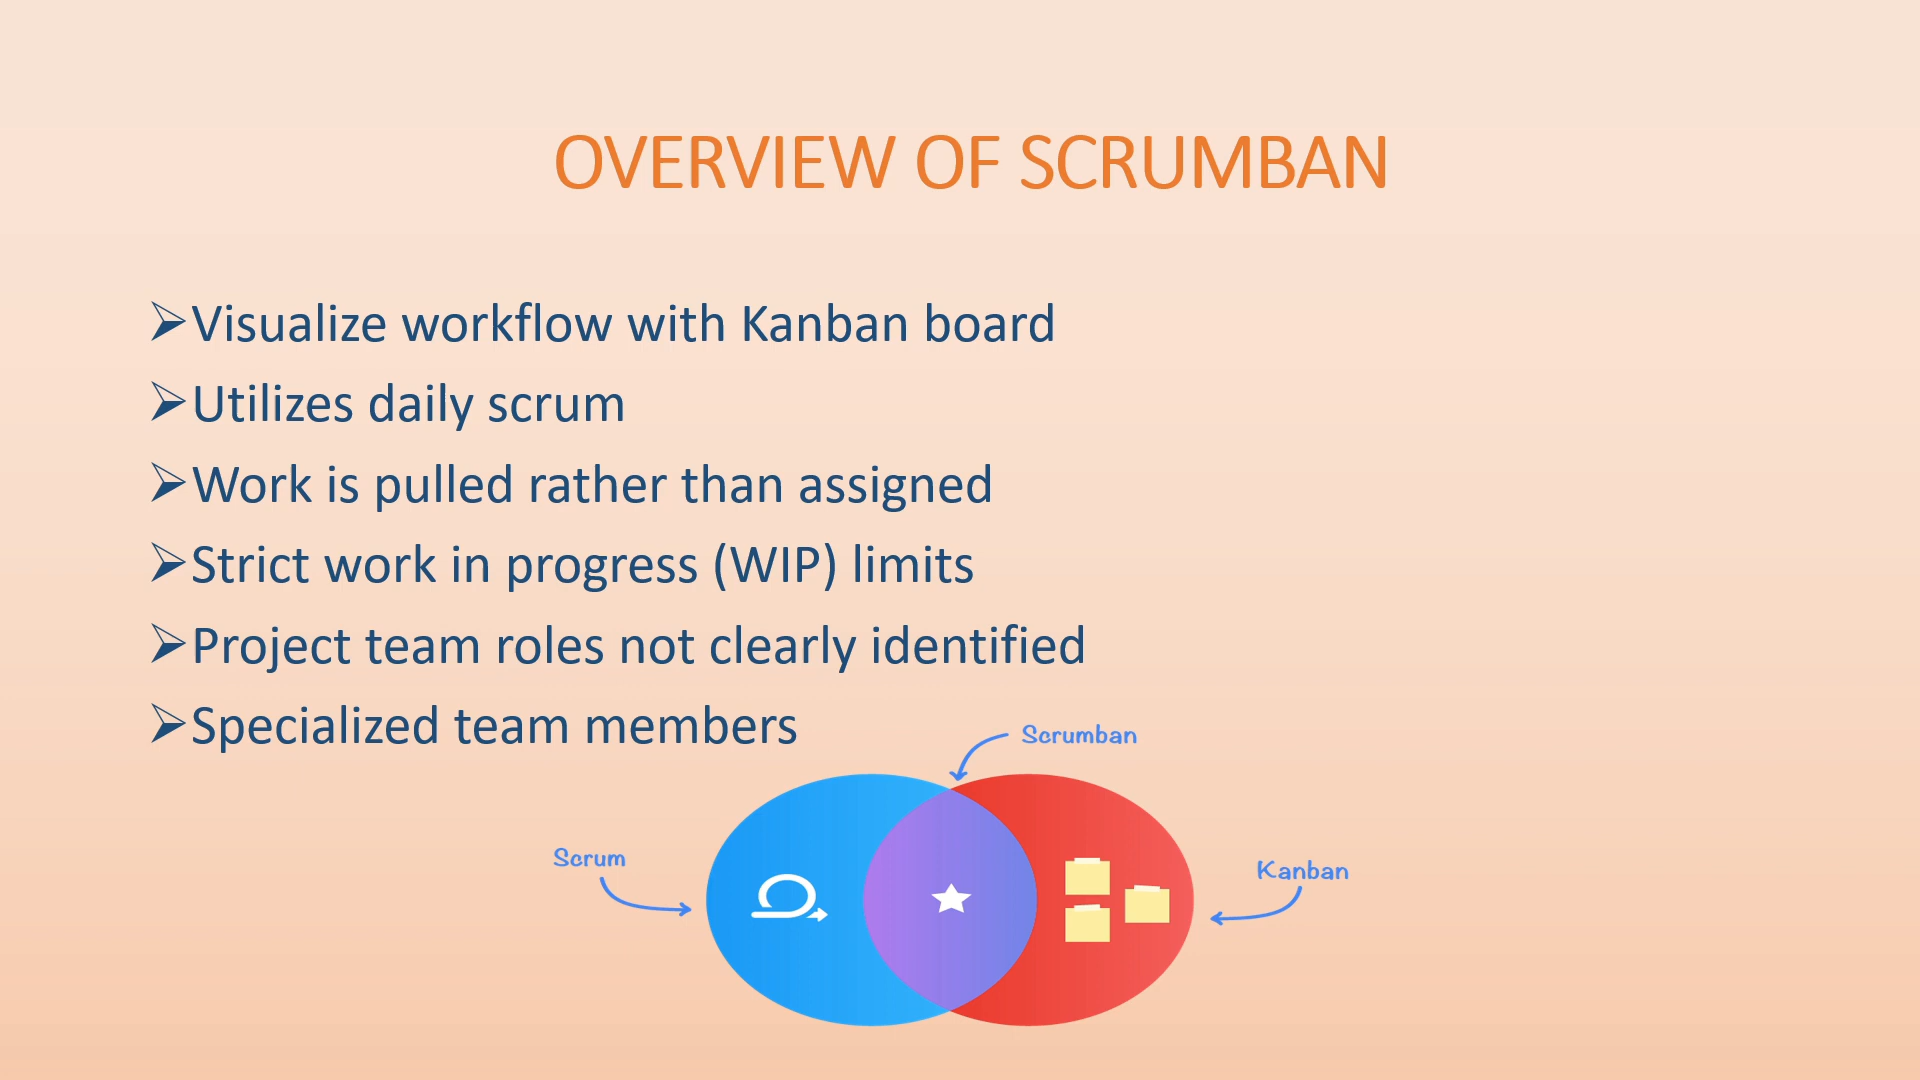 OVERVIEW OF SCRUMBAN
Visualize workflow with Kanban board
Utilizes daily scrum
Work is pulled rather than assigned
Strict work in progress (WIP) limits
Project team roles not clearly identified
Specialized team members
Scrumban
Scrum
Kanban